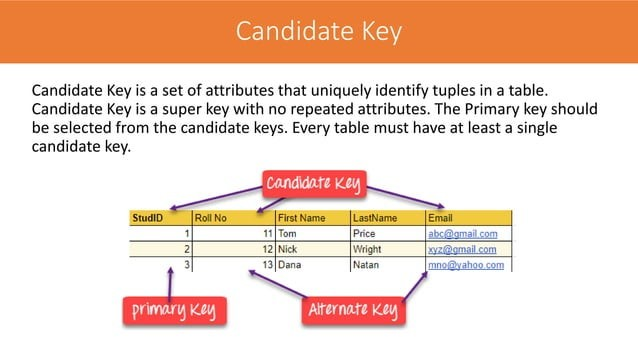 Candidate Key
Candidate Key is a set of attributes that uniquely identify tuples in a table.
Candidate Key is a super key with no repeated attributes. The Primary key should
be selected from the candidate keys. Every table must have at least a single
candidate key.
Candidate Key
StudID Roll No First Name LastName Email
1 11 Tom Price abc@gmail.com
2 12 Nick Wright xyz@gmail.com
3 13 Dana Natan mno@yahoo.com
primary Key Alternate Key